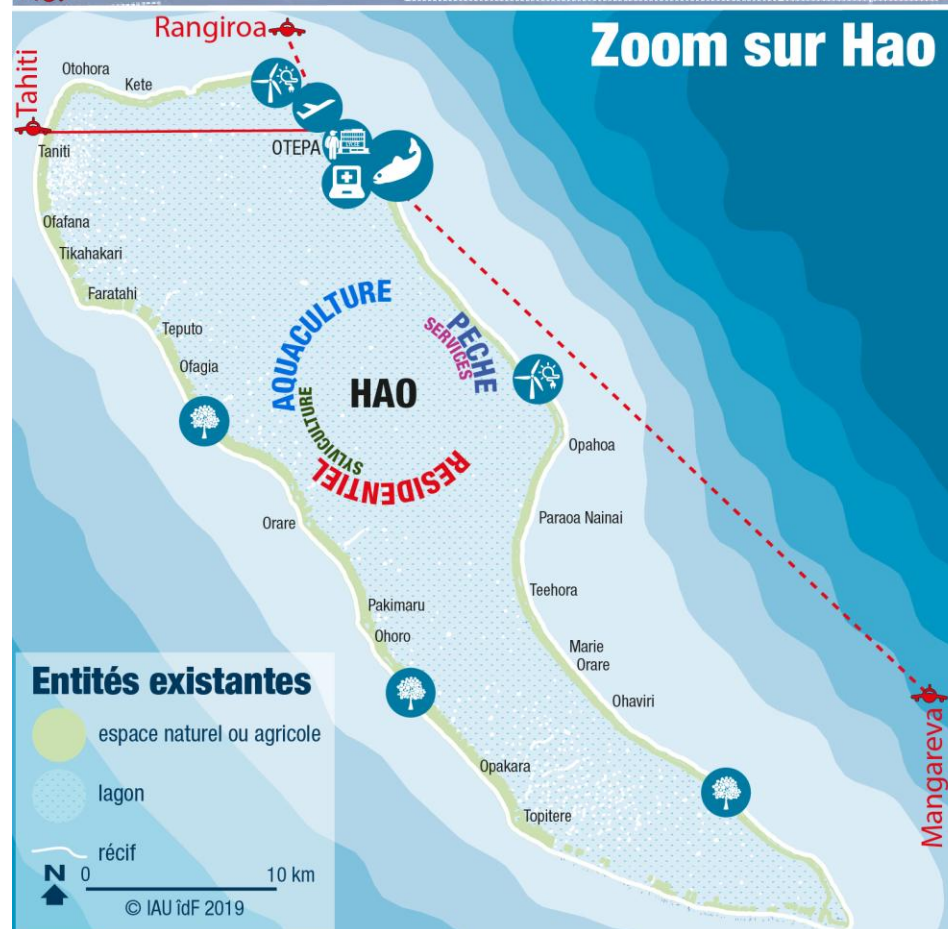 Zoom sur Hao
Rangiroa
Tahiti
Otohora
Kete
Taniti
OTEPA
LYCÉE
Ofafana
Tikahakari
Faratahi
Teputo
Ofagia
AQUACULTURE
PECHE
SERVICES
HAO
SYLVICULTURE
RESIDENTIEL
Opahoa
Orare
Paraoa Nainai
Teehora
Pakimaru
Ohoro
Marie
Orare
Ohaviri
Mangareva
Opakara
Topitere
Entités existantes
espace naturel ou agricole
lagon
récif
N 0 10 km
© IAU îdF 2019